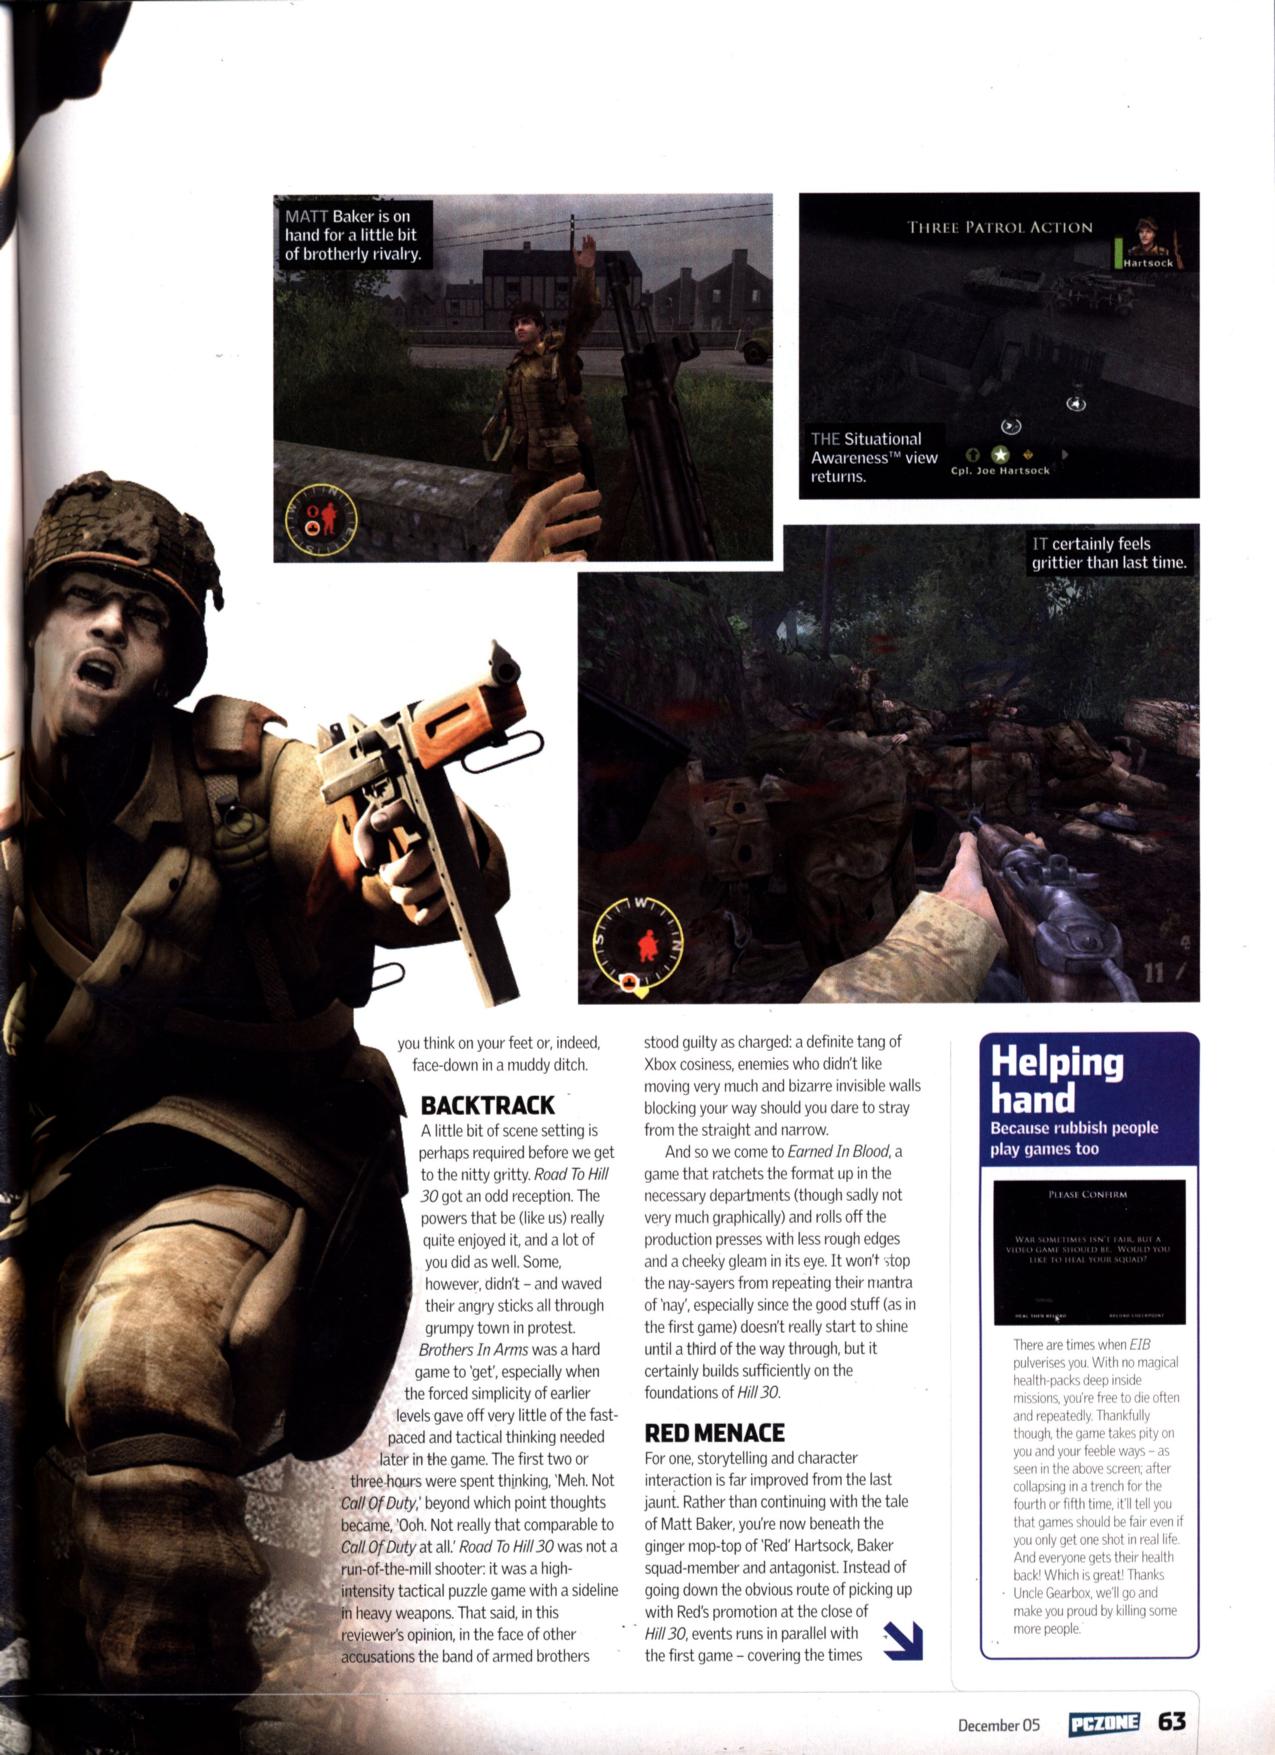 MATT Baker is on
hand for a little bit
of brotherly rivalry.
THREE PATROL ACTION
Hartsock
THE Situational
Awareness™ view
returns.
Cpl. Joe Hartsock
IT certainly feels
grittier than last time.
W
N
S
11 /
you think on your feet or, indeed,
face-down in a muddy ditch.
BACKTRACK
A little bit of scene setting is
perhaps required before we get
to the nitty gritty. Road To Hill
30 got an odd reception. The
powers that be (like us) really
quite enjoyed it, and a lot of
you did as well. Some,
however, didn't – and waved
their angry sticks all through
grumpy town in protest.
Brothers In Arms was a hard
game to 'get', especially when
the forced simplicity of earlier
levels gave off very little of the fast-
paced and tactical thinking needed
later in the game. The first two or
three hours were spent thinking, 'Meh. Not
Call Of Duty,' beyond which point thoughts
became, 'Ooh. Not really that comparable to
Call Of Duty at all.' Road To Hill 30 was not a
run-of-the-mill shooter: it was a high-
intensity tactical puzzle game with a sideline
in heavy weapons. That said, in this
reviewer's opinion, in the face of other
accusations the band of armed brothers
stood guilty as charged: a definite tang of
Xbox cosiness, enemies who didn't like
moving very much and bizarre invisible walls
blocking your way should you dare to stray
from the straight and narrow.
And so we come to Earned In Blood, a
game that ratchets the format up in the
necessary departments (though sadly not
very much graphically) and rolls off the
production presses with less rough edges
and a cheeky gleam in its eye. It won't stop
the nay-sayers from repeating their mantra
of 'nay', especially since the good stuff (as in
the first game) doesn't really start to shine
until a third of the way through, but it
certainly builds sufficiently on the
foundations of Hill 30.
RED MENACE
For one, storytelling and character
interaction is far improved from the last
jaunt. Rather than continuing with the tale
of Matt Baker, you're now beneath the
ginger mop-top of 'Red' Hartsock, Baker
squad-member and antagonist. Instead of
going down the obvious route of picking up
with Red's promotion at the close of
Hill 30, events runs in parallel with
the first game – covering the times
Helping
hand
Because rubbish people
play games too
PLEASE CONFIRM
WAR SOMETIMES ISN'T FAIR, BUT A
VIDEO GAME SHOULD BE. WOULD YOU
LIKE TO HEAL YOUR SQUAD?
HEAL THEN RELOAD
RELOAD CHECKPOINT
There are times when EIB
pulverises you. With no magical
health-packs deep inside
missions, you're free to die often
and repeatedly. Thankfully
though, the game takes pity on
you and your feeble ways – as
seen in the above screen; after
collapsing in a trench for the
fourth or fifth time, it'll tell you
that games should be fair even if
you only get one shot in real life.
And everyone gets their health
back! Which is great! Thanks
Uncle Gearbox, we'll go and
make you proud by killing some
more people.
December 05 PCZONE 63